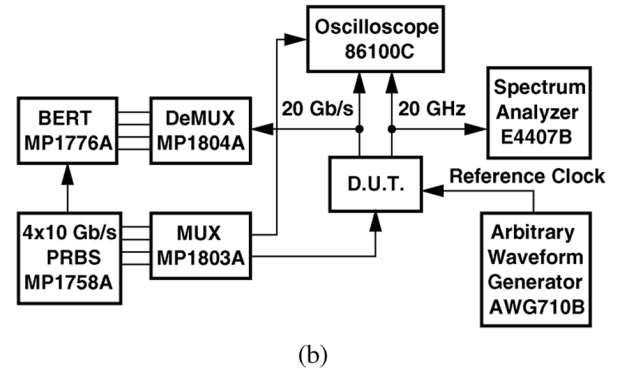 Oscilloscope
86100C
BERT
MP1776A
DeMUX
MP1804A
20 Gb/s
20 GHz
Spectrum
Analyzer
E4407B
D.U.T.
Reference Clock
4x10 Gb/s
PRBS
MP1758A
MUX
MP1803A
Arbitrary
Waveform
Generator
AWG710B
(b)